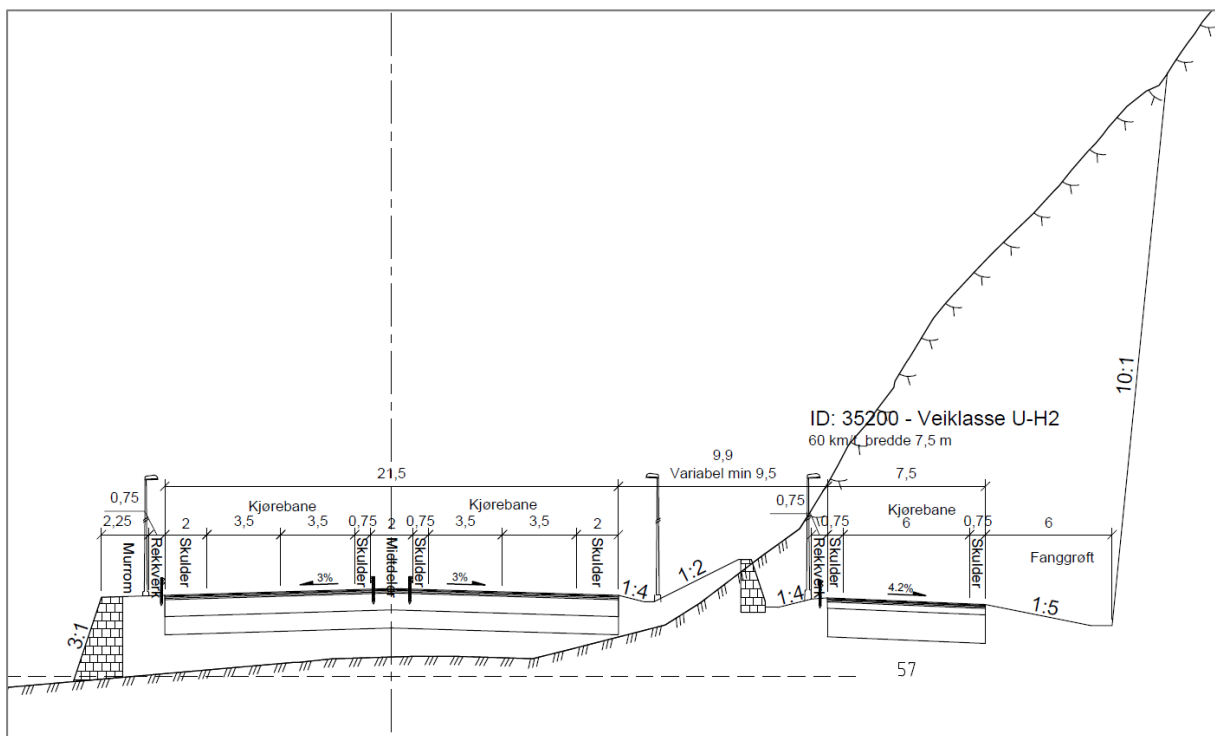 ID: 35200 - Veiklasse U-H2
60 km/t, bredde 7,5 m
10:1
21,5
9,9
Variabel min 9,5
7,5
0,75
Kjørebane
Kjørebane
0,75
Kjørebane
2,25
2
3,5
3,5
0,75
2
0,75
3,5
3,5
2
0,75
6
0,75
6
Murrom
Rekkverk
Skulder
Skulder
Midtdeler
Skulder
Skulder
Rekkverk
Skulder
Skulder
Fanggrøft
3%
3%
1:4
1:2
1:4
4.2%
1:5
3:1
57